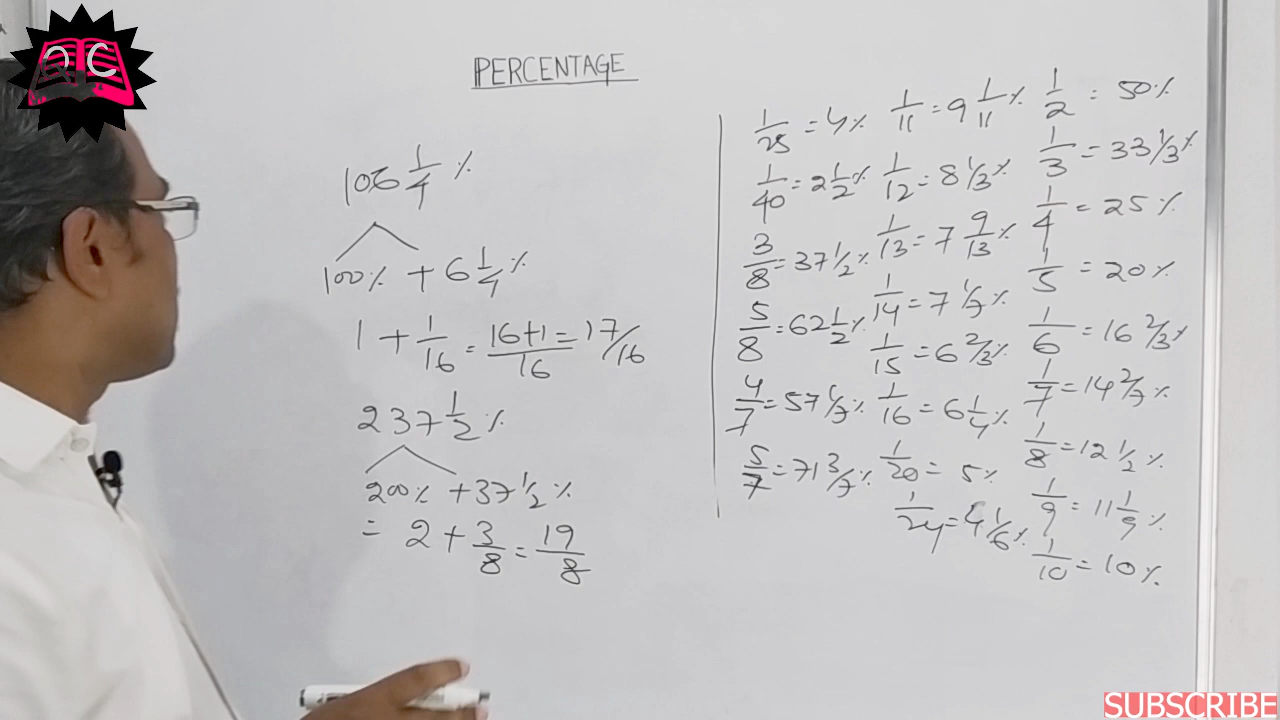 QC
PERCENTAGE
106 1/4 %
100% + 6 1/4 %
1 + 1/16 = 16+1/16 = 17/16
237 1/2 %
200% + 37 1/2 %
= 2 + 3/8 = 19/8
1/25 = 4%
1/40 = 2 1/2 %
3/8 = 37 1/2 %
5/8 = 62 1/2 %
4/7 = 57 1/7 %
5/7 = 71 3/7 %
1/11 = 9 1/11 %
1/12 = 8 1/3 %
1/13 = 7 9/13 %
1/14 = 7 1/7 %
1/15 = 6 2/3 %
1/16 = 6 1/4 %
1/20 = 5%
1/24 = 4 1/6 %
1/2 = 50%
1/3 = 33 1/3 %
1/4 = 25%
1/5 = 20%
1/6 = 16 2/3 %
1/7 = 14 2/7 %
1/8 = 12 1/2 %
1/9 = 11 1/9 %
1/10 = 10%
SUBSCRIBE